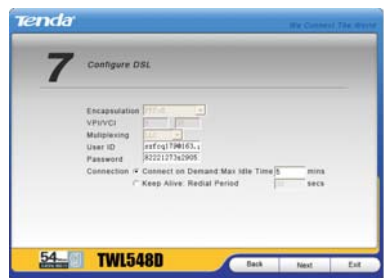 Tenda
We Connect The World
7 Configure DSL
Encapsulation
VPI/VCI
Multiplexing LLC
User ID
Password
Connection Connect on Demand:Max Idle Time 5 mins
Keep Alive: Redial Period secs
54
TWL548D
Back Next Exit